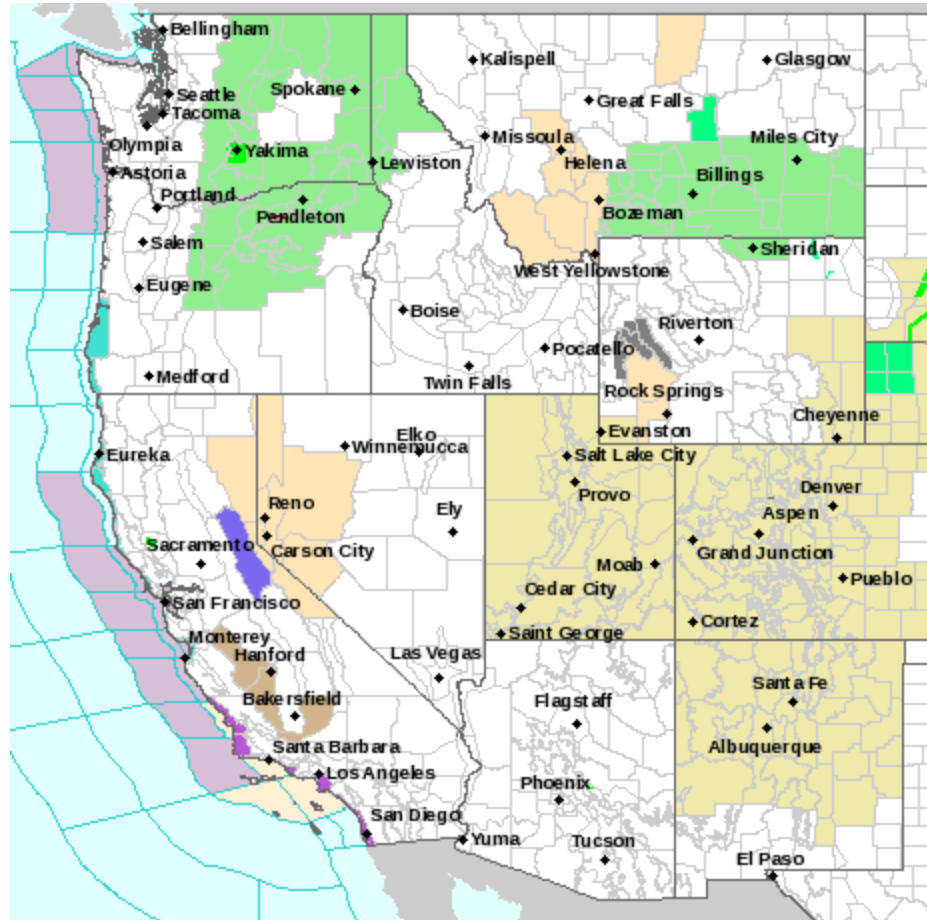 Bellingham
Kalispell
Glasgow
Spokane
Seattle
Great Falls
Tacoma
Missoula
Miles City
Olympia
Yakima
Helena
Lewiston
Astoria
Billings
Portland
Pendleton
Bozeman
Salem
Sheridan
West Yellowstone
Eugene
Boise
Riverton
Pocatello
Medford
Twin Falls
Rock Springs
Cheyenne
Elko
Evanston
Winnemucca
Eureka
Salt Lake City
Provo
Denver
Reno
Ely
Aspen
Sacramento
Carson City
Grand Junction
Moab
Pueblo
Cedar City
San Francisco
Cortez
Saint George
Monterey
Hanford
Las Vegas
Santa Fe
Bakersfield
Flagstaff
Albuquerque
Santa Barbara
Los Angeles
Phoenix
San Diego
Yuma
Tucson
El Paso